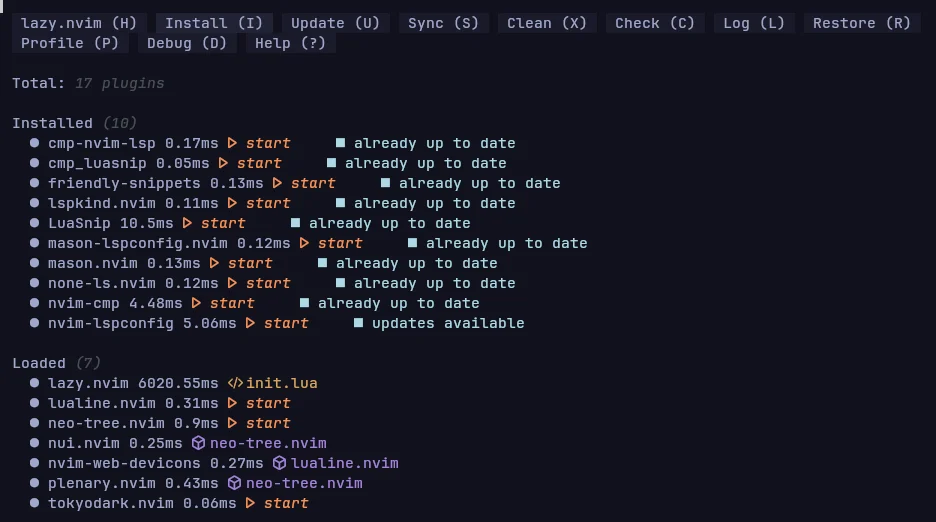 lazy.nvim (H) Install (I) Update (U) Sync (S) Clean (X) Check (C) Log (L) Restore (R)
Profile (P) Debug (D) Help (?)
Total: 17 plugins
Installed (10)
● cmp-nvim-lsp 0.17ms ▷ start ■ already up to date
● cmp_luasnip 0.05ms ▷ start ■ already up to date
● friendly-snippets 0.13ms ▷ start ■ already up to date
● lspkind.nvim 0.11ms ▷ start ■ already up to date
● LuaSnip 10.5ms ▷ start ■ already up to date
● mason-lspconfig.nvim 0.12ms ▷ start ■ already up to date
● mason.nvim 0.13ms ▷ start ■ already up to date
● none-ls.nvim 0.12ms ▷ start ■ already up to date
● nvim-cmp 4.48ms ▷ start ■ already up to date
● nvim-lspconfig 5.06ms ▷ start ■ updates available
Loaded (7)
● lazy.nvim 6020.55ms </> init.lua
● lualine.nvim 0.31ms ▷ start
● neo-tree.nvim 0.9ms ▷ start
● nui.nvim 0.25ms neo-tree.nvim
● nvim-web-devicons 0.27ms lualine.nvim
● plenary.nvim 0.43ms neo-tree.nvim
● tokyodark.nvim 0.06ms ▷ start